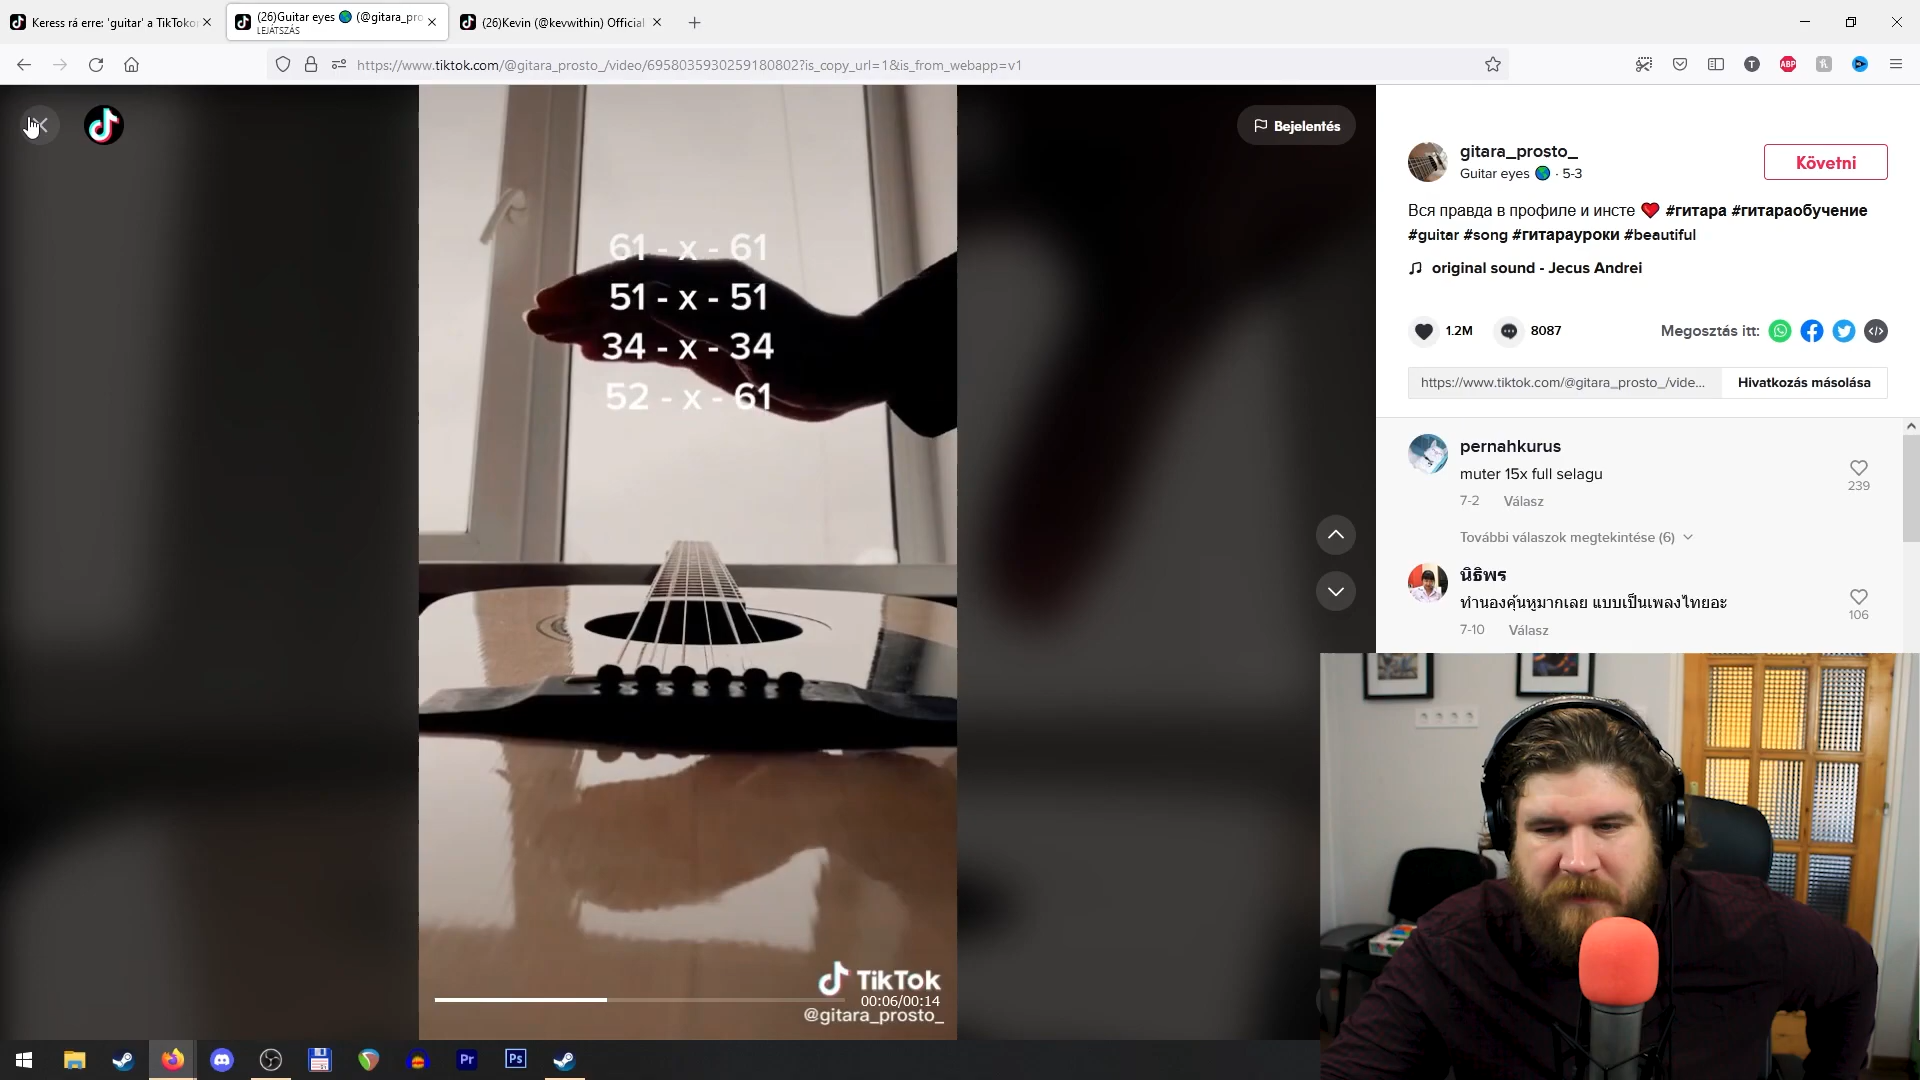 Keress rá erre: 'guitar' a TikTokon
(26)Guitar eyes 🌎 (@gitara_pro
LEJÁTSZÁS
(26)Kevin (@kevwithin) Official
https://www.tiktok.com/@gitara_prosto_/video/6958035930259180802?is_copy_url=1&is_from_webapp=v1
T
ABP
Bejelentés
61 - x - 61
51 - x - 51
34 - x - 34
52 - x - 61
TikTok
00:06/00:14
@gitara_prosto_
gitara_prosto_
Guitar eyes 🌎 · 5-3
Követni
Вся правда в профиле и инсте ❤️ #гитара #гитараобучение
#guitar #song #гитарауроки #beautiful
original sound - Jecus Andrei
1.2M
8087
Megosztás itt:
https://www.tiktok.com/@gitara_prosto_/vide...
Hivatkozás másolása
pernahkurus
muter 15x full selagu
7-2 Válasz
239
További válaszok megtekintése (6)
นิธิพร
ทำนองคุ้นหูมากเลย แบบเป็นเพลงไทยอะ
7-10 Válasz
106
Pr
Ps